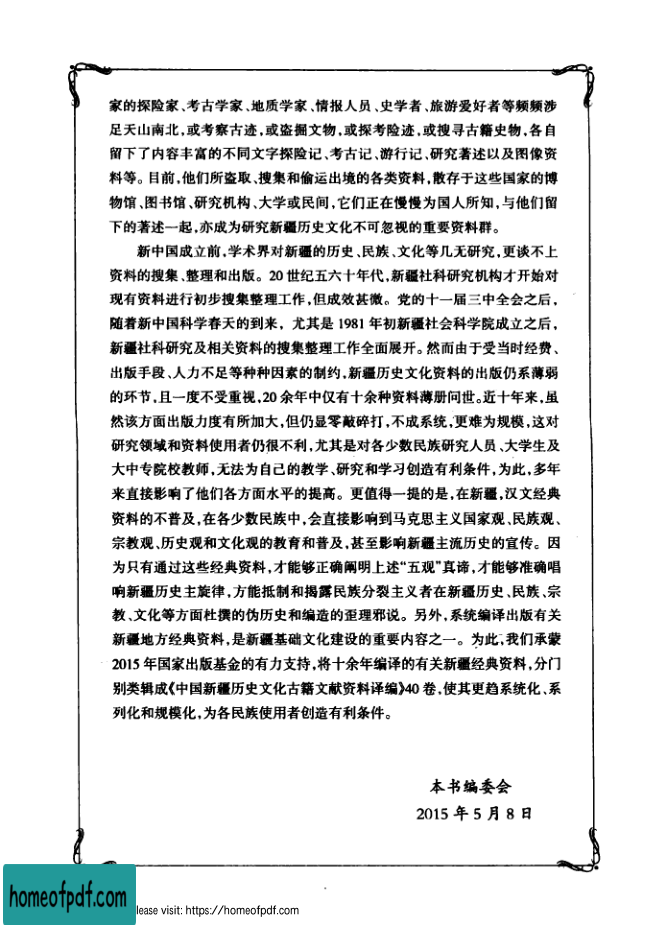 家的探险家、考古学家、地质学家、情报人员、史学者、旅游爱好者等频频涉
足天山南北,或考察古迹,或盗掘文物,或探考险迹,或搜寻古籍史物,各自
留下了内容丰富的不同文字探险记、考古记、游行记、研究著述以及图像资
料等。目前,他们所盗取、搜集和偷运出境的各类资料,散存于这些国家的博
物馆、图书馆、研究机构、大学或民间,它们正在慢慢为国人所知,与他们留
下的著述一起,亦成为研究新疆历史文化不可忽视的重要资料群。
新中国成立前,学术界对新疆的历史、民族、文化等几无研究,更谈不上
资料的搜集、整理和出版。20世纪五六十年代,新疆社科研究机构才开始对
现有资料进行初步搜集整理工作,但成效甚微。党的十一届三中全会之后,
随着新中国科学春天的到来，尤其是1981年初新疆社会科学院成立之后,
新疆社科研究及相关资料的搜集整理工作全面展开。然而由于受当时经费、
出版手段、人力不足等种种因素的制约,新疆历史文化资料的出版仍系薄弱
的环节,且一度不受重视,20余年中仅有十余种资料薄册问世。近十年来,虽
然该方面出版力度有所加大,但仍显零敲碎打,不成系统,更难为规模,这对
研究领域和资料使用者仍很不利,尤其是对各少数民族研究人员、大学生及
大中专院校教师,无法为自己的教学、研究和学习创造有利条件,为此,多年
来直接影响了他们各方面水平的提高。更值得一提的是,在新疆,汉文经典
资料的不普及,在各少数民族中,会直接影响到马克思主义国家观、民族观、
宗教观、历史观和文化观的教育和普及,甚至影响新疆主流历史的宣传。因
为只有通过这些经典资料,才能够正确阐明上述“五观”真谛,才能够准确唱
响新疆历史主旋律,方能抵制和揭露民族分裂主义者在新疆历史、民族、宗
教、文化等方面杜撰的伪历史和编造的歪理邪说。另外,系统编译出版有关
新疆地方经典资料,是新疆基础文化建设的重要内容之一。为此,我们承蒙
2015年国家出版基金的有力支持,将十余年编译的有关新疆经典资料,分门
别类辑成《中国新疆历史文化古籍文献资料译编》40卷,使其更趋系统化、系
列化和规模化,为各民族使用者创造有利条件。
本书编委会
2015年5月8日
homeofpdf.com
lease visit: https://homeofpdf.com